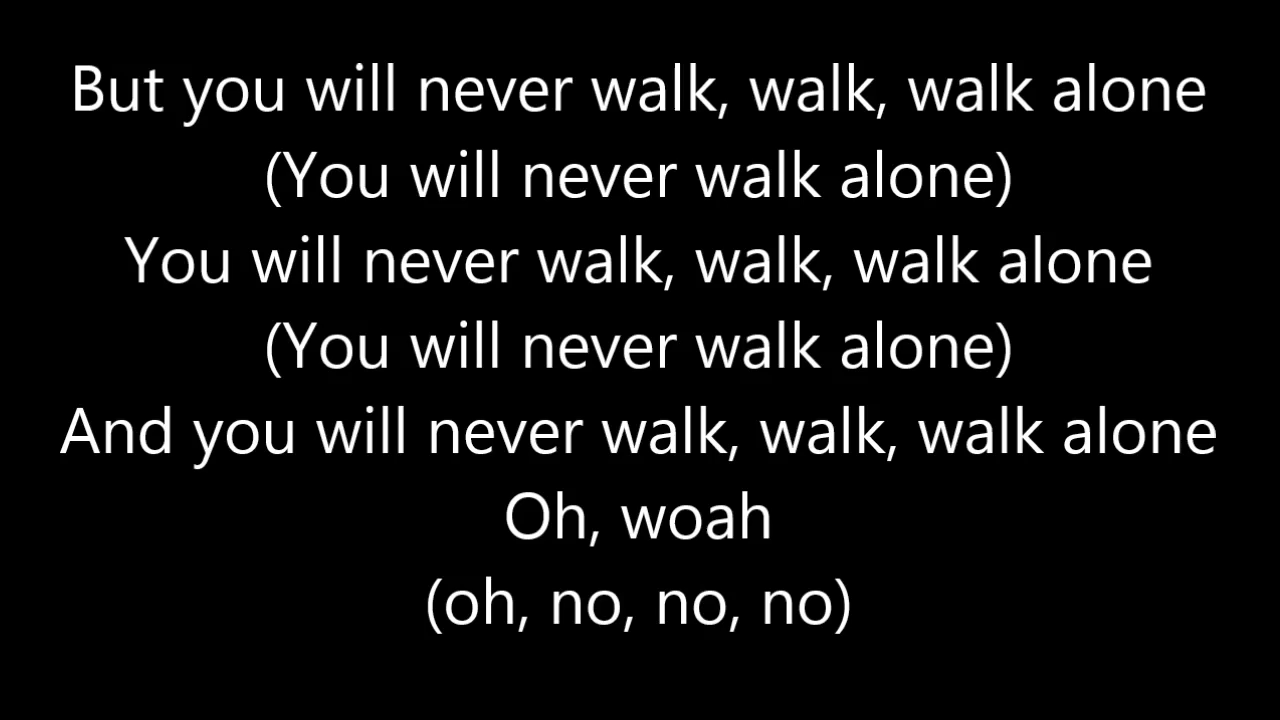 But you will never walk, walk, walk alone
(You will never walk alone)
You will never walk, walk, walk alone
(You will never walk alone)
And you will never walk, walk, walk alone
Oh, woah
(oh, no, no, no)